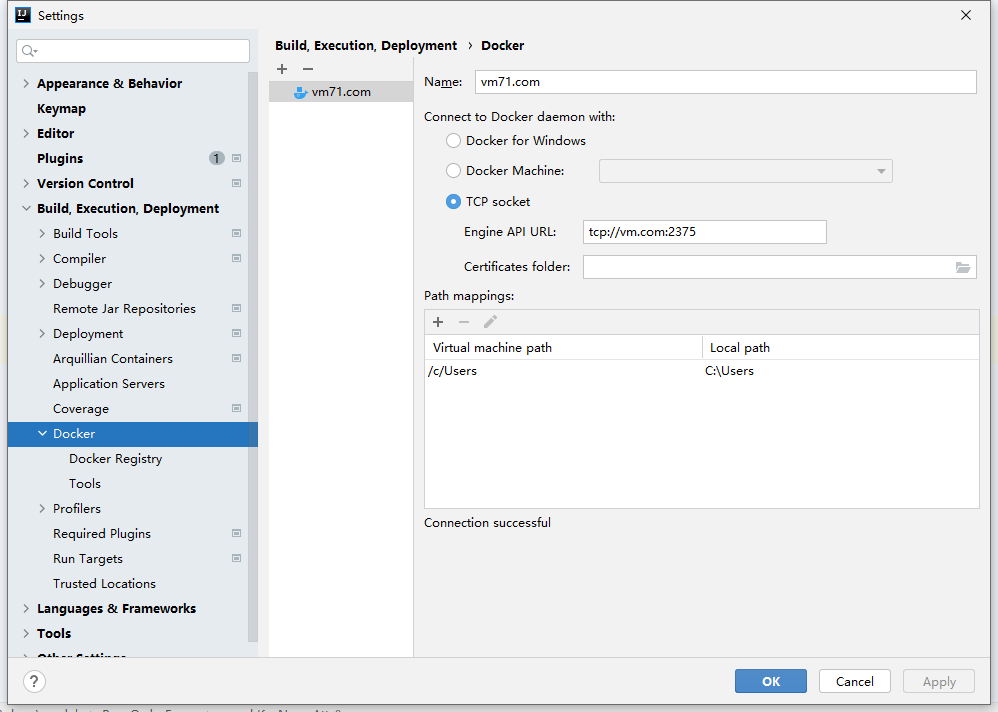 Settings
Build, Execution, Deployment › Docker
Appearance & Behavior
Keymap
Editor
Plugins 1
Version Control
Build, Execution, Deployment
Build Tools
Compiler
Debugger
Remote Jar Repositories
Deployment
Arquillian Containers
Application Servers
Coverage
Docker
Docker Registry
Tools
Profilers
Required Plugins
Run Targets
Trusted Locations
Languages & Frameworks
Tools
Other Settings
vm71.com
Name: vm71.com
Connect to Docker daemon with:
Docker for Windows
Docker Machine:
TCP socket
Engine API URL: tcp://vm.com:2375
Certificates folder:
Path mappings:
Virtual machine path Local path
/c/Users C:\Users
Connection successful
? OK Cancel Apply